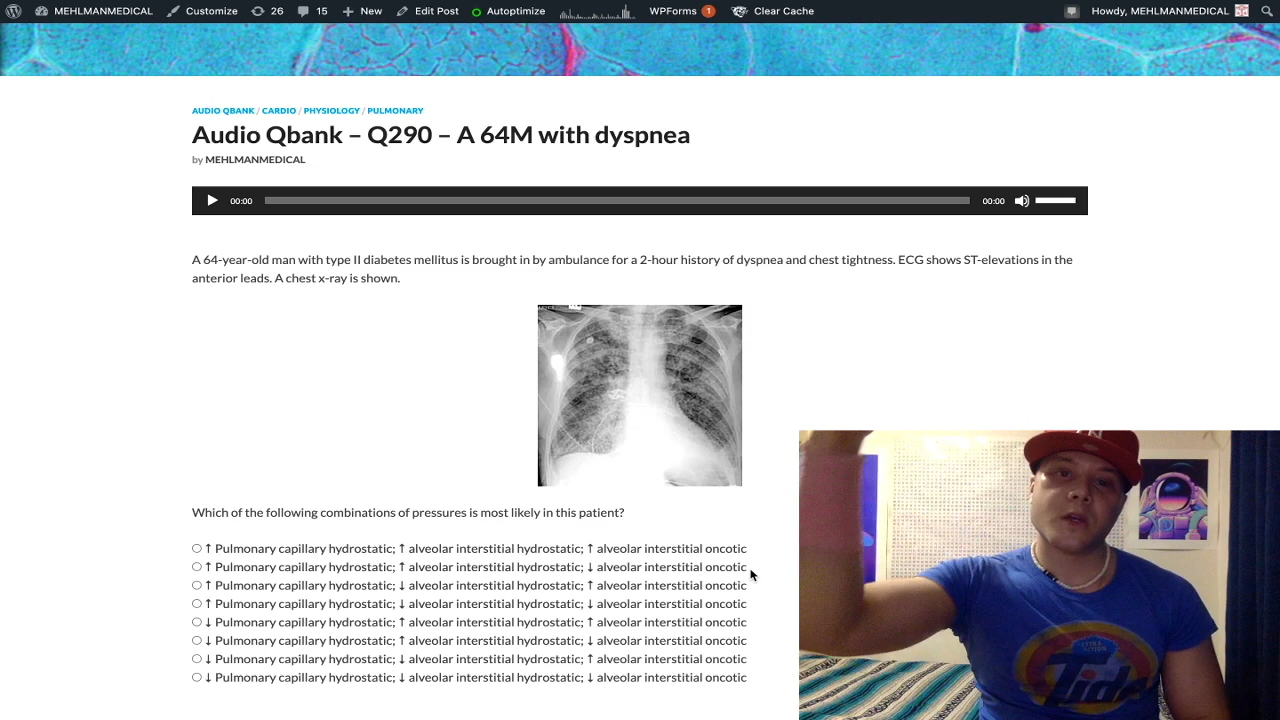 MEHLMANMEDICAL Customize 26 15 New Edit Post Autoptimize WPForms 1 Clear Cache Howdy, MEHLMANMEDICAL
AUDIO QBANK / CARDIO / PHYSIOLOGY / PULMONARY
Audio Qbank – Q290 – A 64M with dyspnea
by MEHLMANMEDICAL
00:00 00:00
A 64-year-old man with type II diabetes mellitus is brought in by ambulance for a 2-hour history of dyspnea and chest tightness. ECG shows ST-elevations in the
anterior leads. A chest x-ray is shown.
Which of the following combinations of pressures is most likely in this patient?
↑ Pulmonary capillary hydrostatic; ↑ alveolar interstitial hydrostatic; ↑ alveolar interstitial oncotic
↑ Pulmonary capillary hydrostatic; ↑ alveolar interstitial hydrostatic; ↓ alveolar interstitial oncotic
↑ Pulmonary capillary hydrostatic; ↓ alveolar interstitial hydrostatic; ↑ alveolar interstitial oncotic
↑ Pulmonary capillary hydrostatic; ↓ alveolar interstitial hydrostatic; ↓ alveolar interstitial oncotic
↓ Pulmonary capillary hydrostatic; ↑ alveolar interstitial hydrostatic; ↑ alveolar interstitial oncotic
↓ Pulmonary capillary hydrostatic; ↑ alveolar interstitial hydrostatic; ↓ alveolar interstitial oncotic
↓ Pulmonary capillary hydrostatic; ↓ alveolar interstitial hydrostatic; ↑ alveolar interstitial oncotic
↓ Pulmonary capillary hydrostatic; ↓ alveolar interstitial hydrostatic; ↓ alveolar interstitial oncotic
Tide